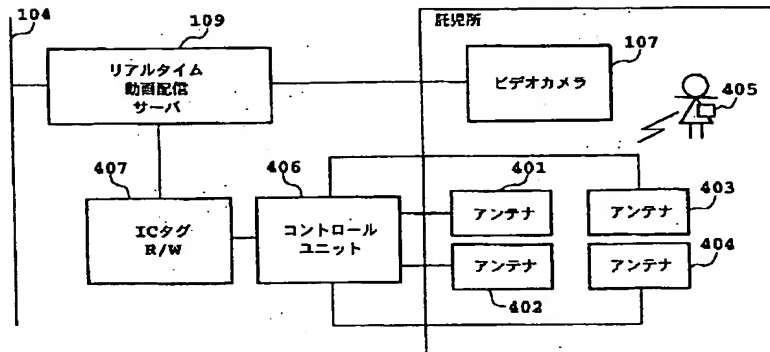 104
109
リアルタイム
動画配信
サーバ
託児所
107
ビデオカメラ
405
407
ICタグ
R/W
406
コントロール
ユニット
401
アンテナ
403
アンテナ
アンテナ
402
404
アンテナ